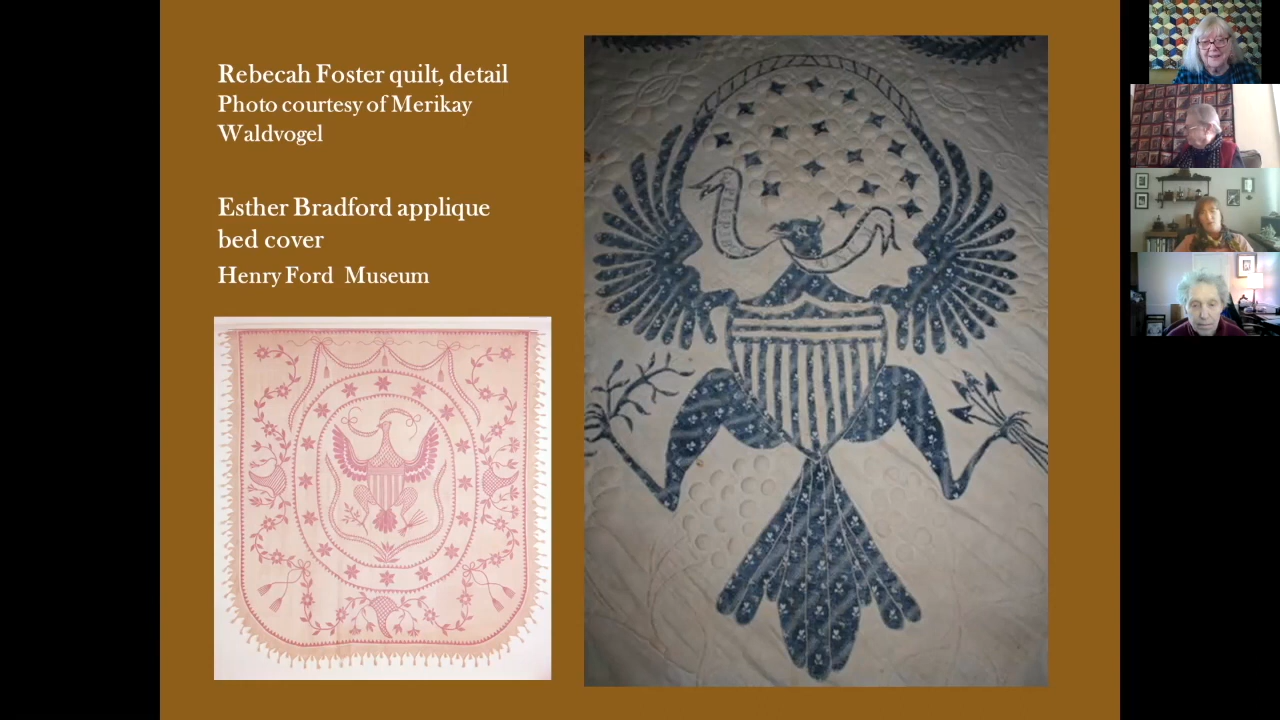 Rebecah Foster quilt, detail
Photo courtesy of Merikay
Waldvogel
Esther Bradford applique
bed cover
Henry Ford Museum